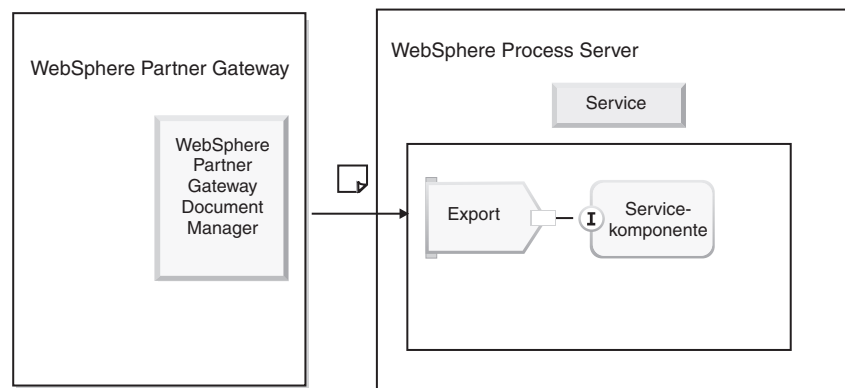 WebSphere Partner Gateway
WebSphere
Partner
Gateway
Document
Manager
WebSphere Process Server
Service
Export
I
Service-
komponente